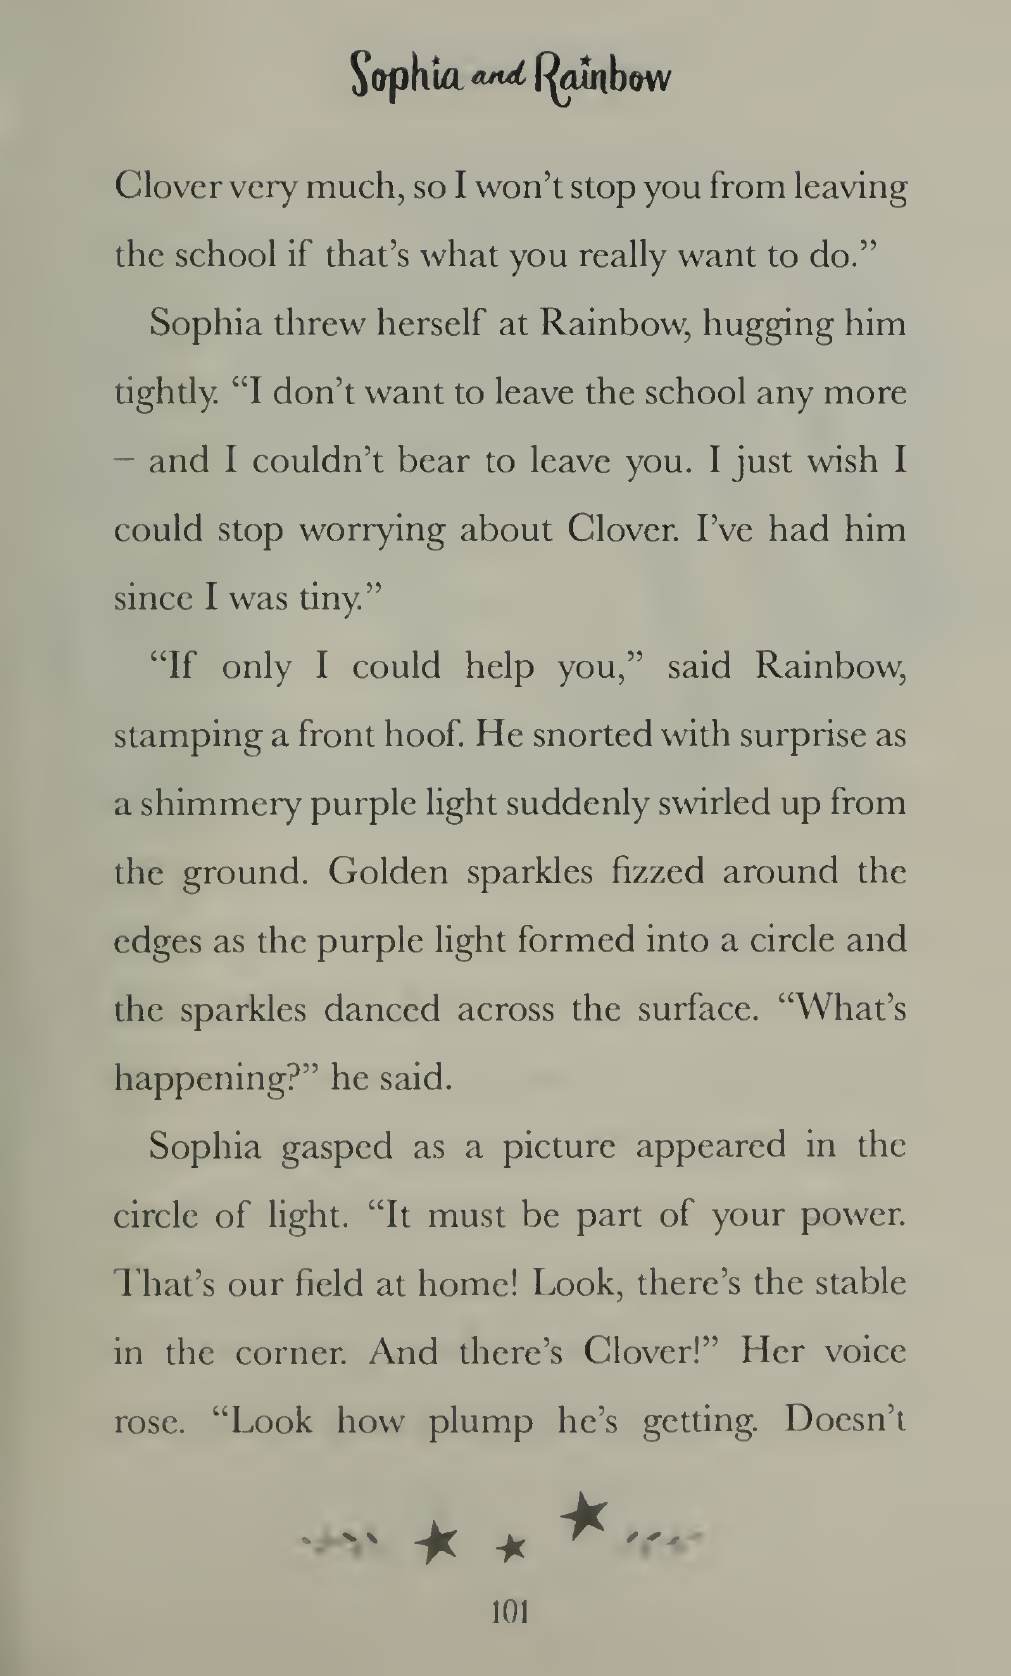 Sophia and Rainbow
Clover very much, so I won't stop you from leaving
the school if that's what you really want to do.”
Sophia threw herself at Rainbow, hugging him
tightly. “I don't want to leave the school any more
– and I couldn't bear to leave you. I just wish I
could stop worrying about Clover. I've had him
since I was tiny.”
“If only I could help you,” said Rainbow,
stamping a front hoof. He snorted with surprise as
a shimmery purple light suddenly swirled up from
the ground. Golden sparkles fizzed around the
edges as the purple light formed into a circle and
the sparkles danced across the surface. “What's
happening?” he said.
Sophia gasped as a picture appeared in the
circle of light. “It must be part of your power.
That's our field at home! Look, there's the stable
in the corner. And there's Clover!” Her voice
rose. “Look how plump he's getting. Doesn't
101